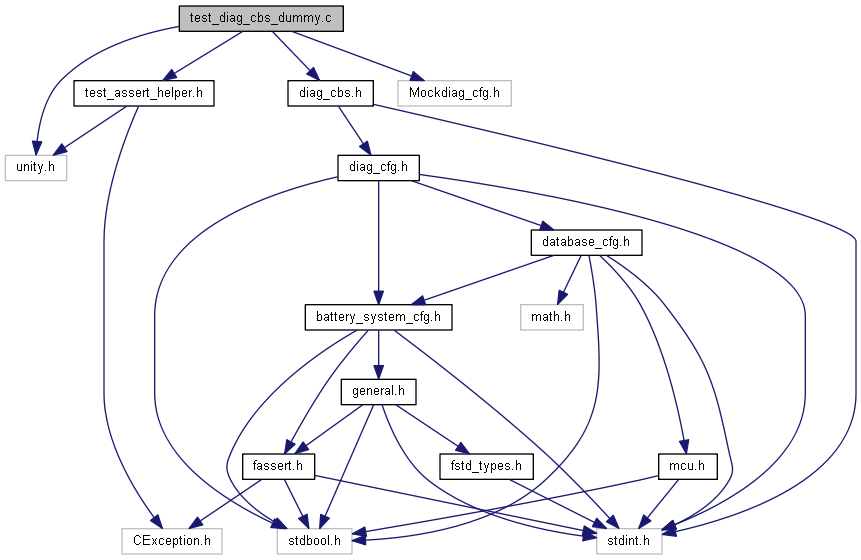 test_diag_cbs_dummy.c
test_assert_helper.h
diag_cbs.h
Mockdiag_cfg.h
unity.h
diag_cfg.h
database_cfg.h
battery_system_cfg.h
math.h
general.h
fassert.h
fstd_types.h
mcu.h
CException.h
stdbool.h
stdint.h